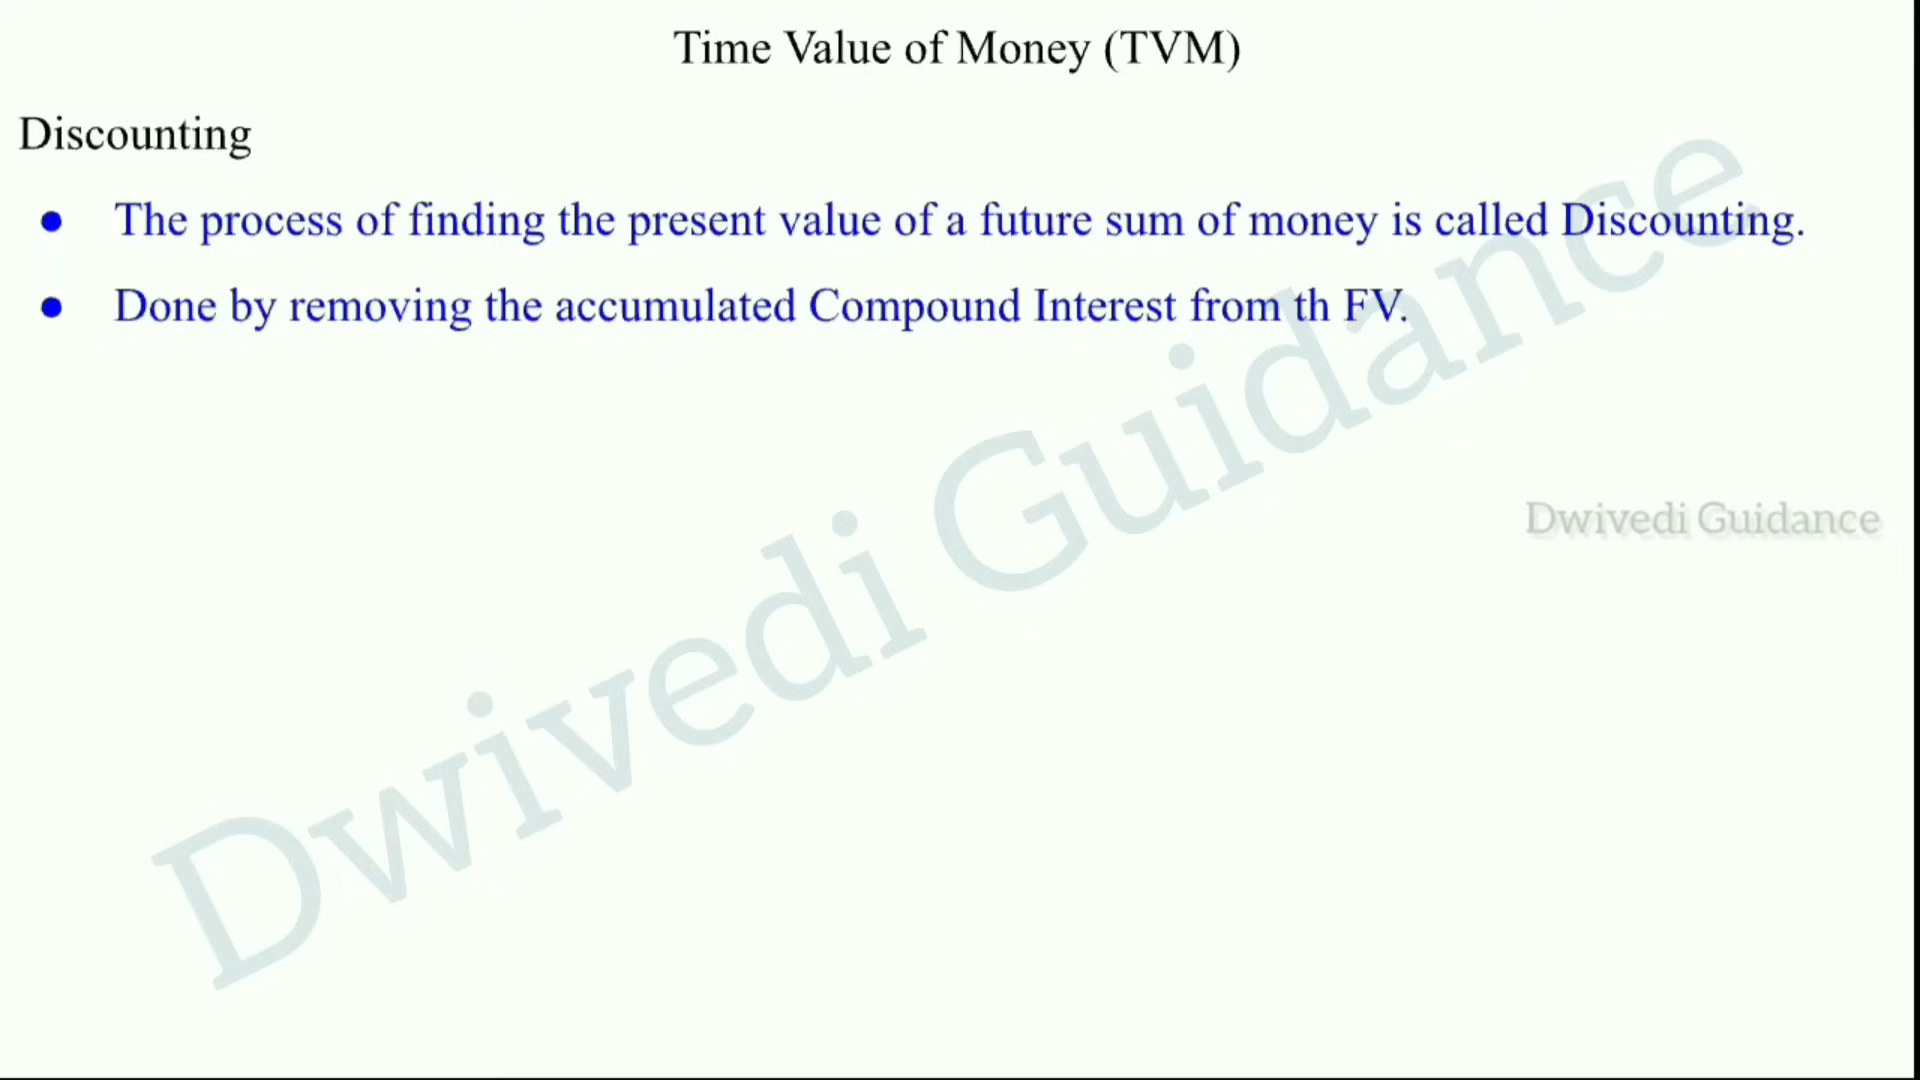 Time Value of Money (TVM)
Discounting
● The process of finding the present value of a future sum of money is called Discounting.
● Done by removing the accumulated Compound Interest from th FV.
Dwivedi Guidance
Dwivedi Guidance